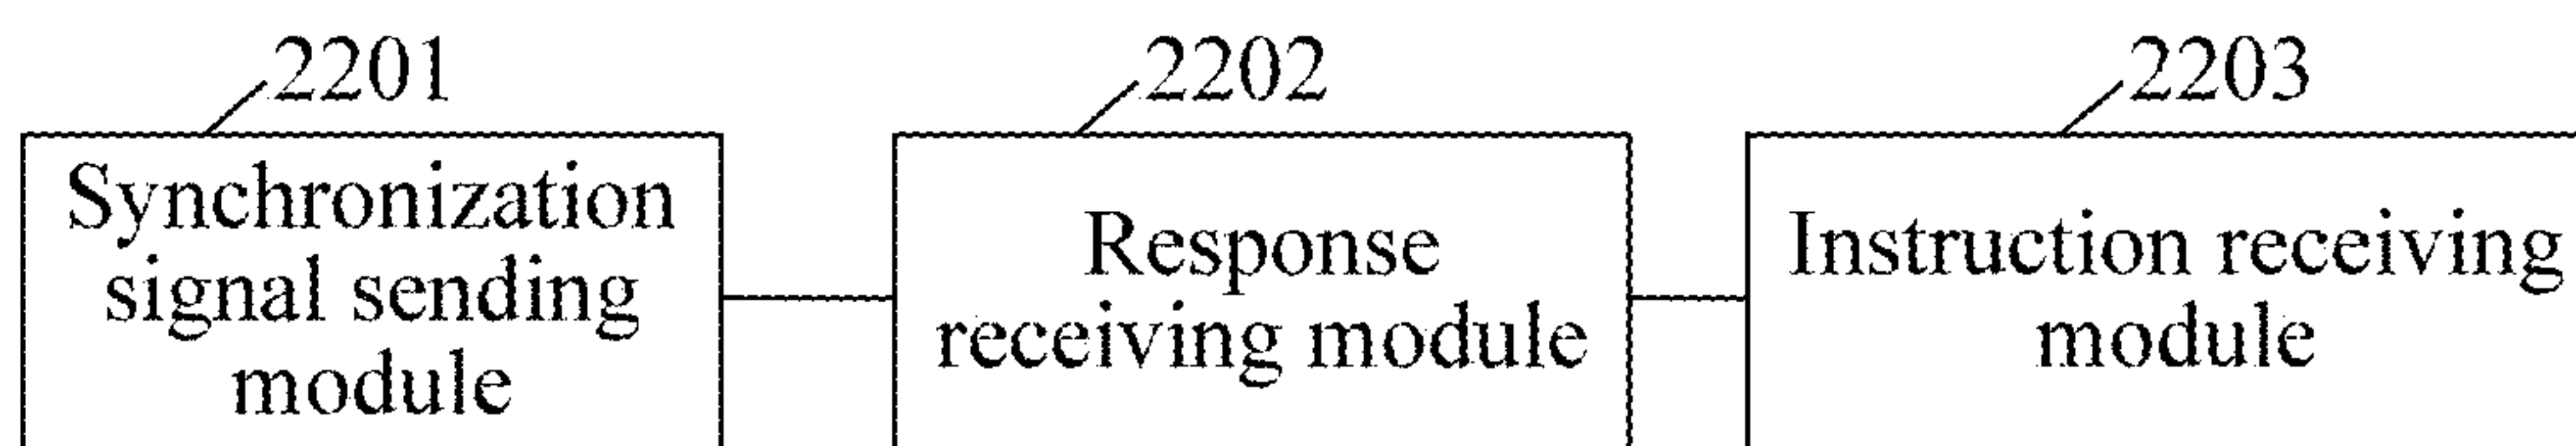 2201
2202
2203
Synchronization
signal sending
module
Response
receiving module
Instruction receiving
module